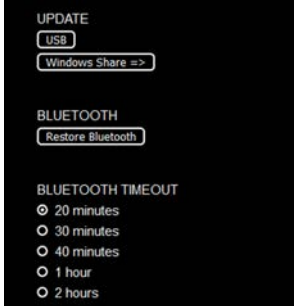 UPDATE
USB
Windows Share =>
BLUETOOTH
Restore Bluetooth
BLUETOOTH TIMEOUT
20 minutes
30 minutes
40 minutes
1 hour
2 hours